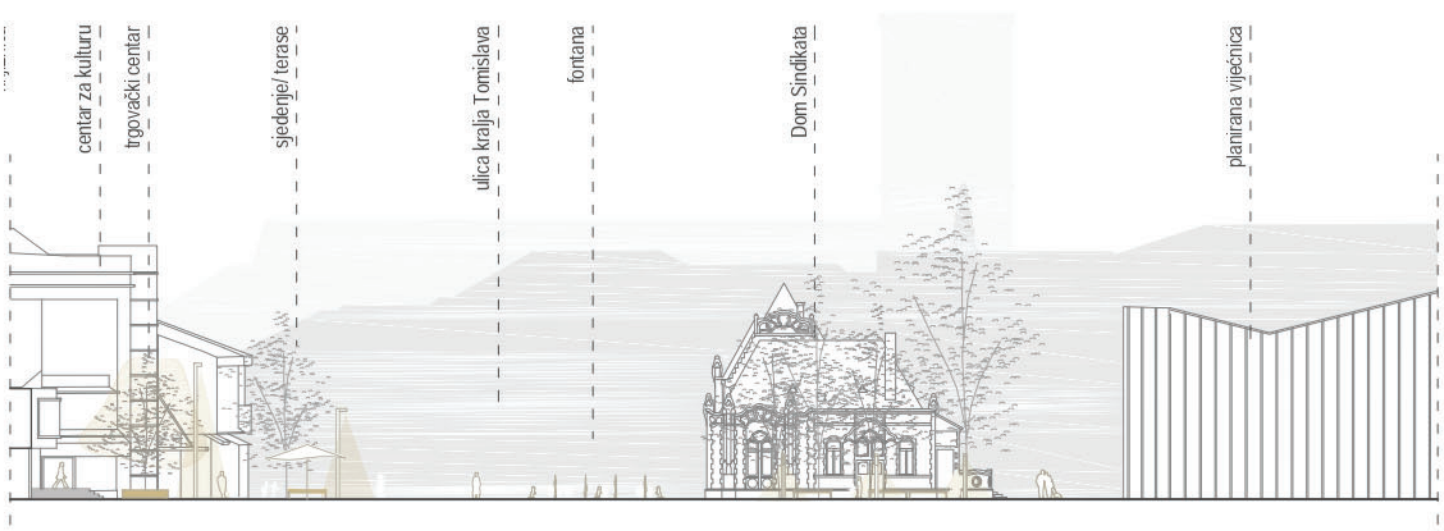 centar za kulturu
trgovački centar
sjedenje/ terase
ulica kralja Tomislava
fontana
Dom Sindikata
planirana vijećnica